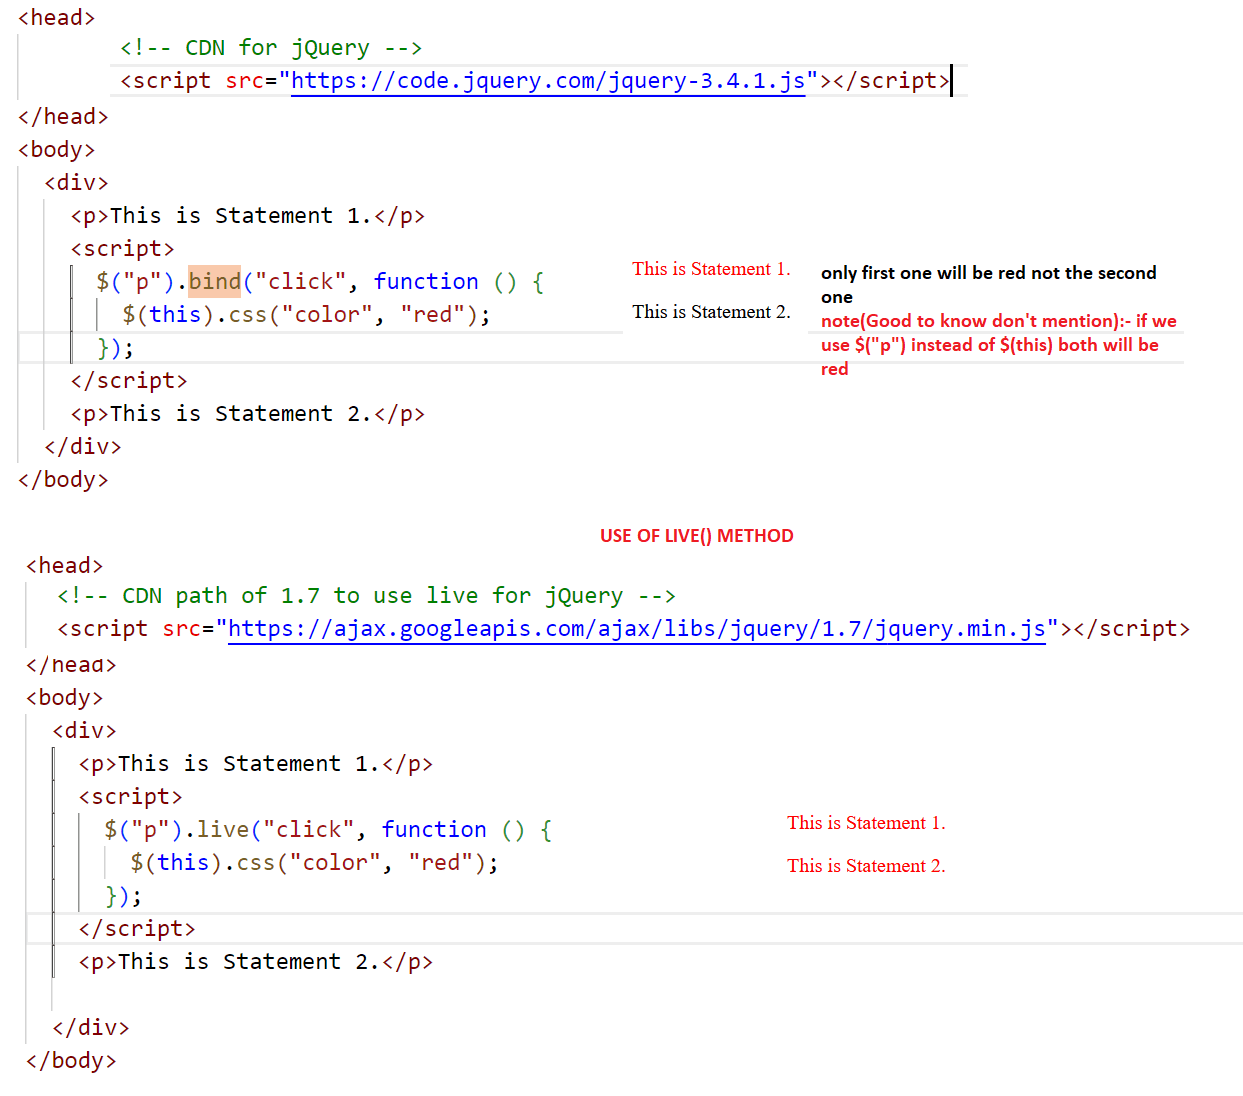 <head>
<!-- CDN for jQuery -->
<script src="https://code.jquery.com/jquery-3.4.1.js"></script>
</head>
<body>
<div>
<p>This is Statement 1.</p>
<script>
$("p").bind("click", function () {
$(this).css("color", "red");
});
</script>
<p>This is Statement 2.</p>
</div>
</body>
This is Statement 1.
This is Statement 2.
only first one will be red not the second
one
note(Good to know don't mention):- if we
use $("p") instead of $(this) both will be
red
USE OF LIVE() METHOD
<head>
<!-- CDN path of 1.7 to use live for jQuery -->
<script src="https://ajax.googleapis.com/ajax/libs/jquery/1.7/jquery.min.js"></script>
</head>
<body>
<div>
<p>This is Statement 1.</p>
<script>
$("p").live("click", function () {
$(this).css("color", "red");
});
</script>
<p>This is Statement 2.</p>
</div>
</body>
This is Statement 1.
This is Statement 2.